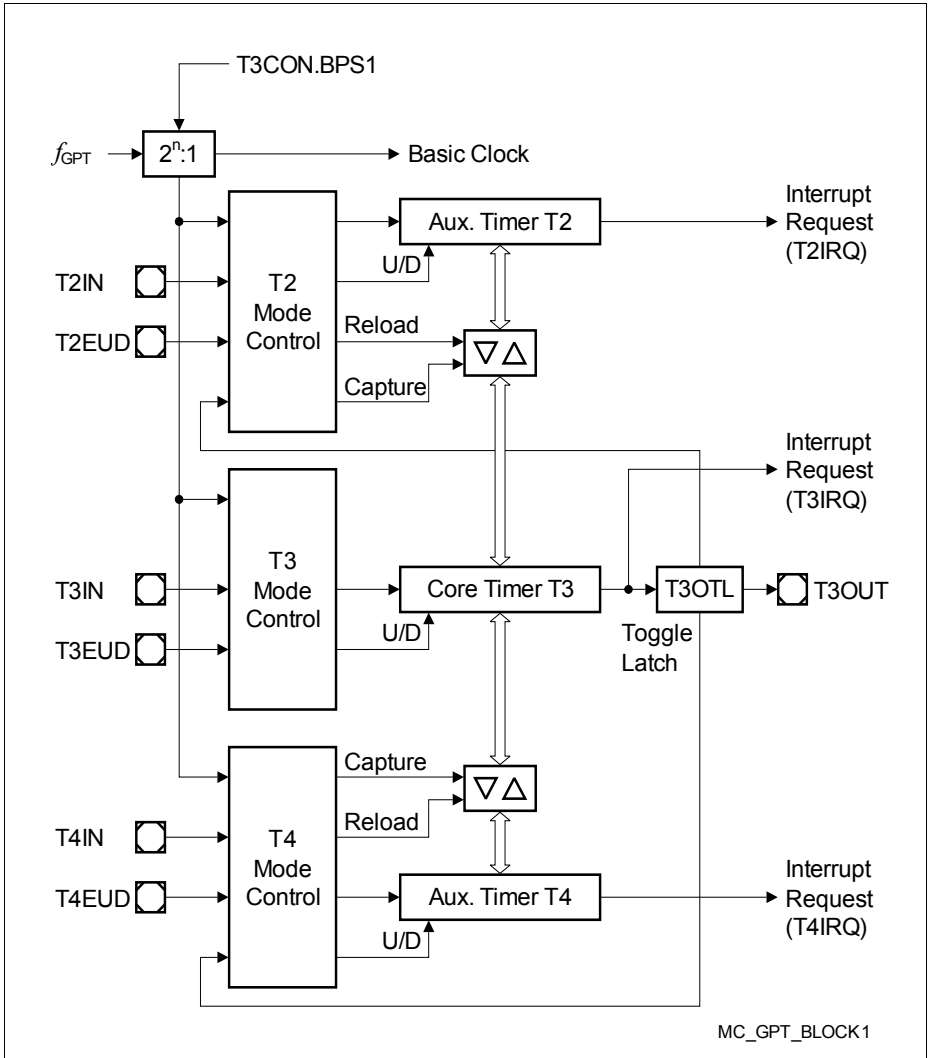 T3CON.BPS1
fGPT
2n:1
Basic Clock
Interrupt
Request
(T2IRQ)
Aux. Timer T2
U/D
T2IN
T2
Mode
Control
T2EUD
Reload
Capture
Interrupt
Request
(T3IRQ)
T3
Mode
Control
T3IN
Core Timer T3
T3OTL
T3OUT
U/D
T3EUD
Toggle
Latch
Capture
Reload
T4IN
T4
Mode
Control
T4EUD
Aux. Timer T4
U/D
Interrupt
Request
(T4IRQ)
MC_GPT_BLOCK1